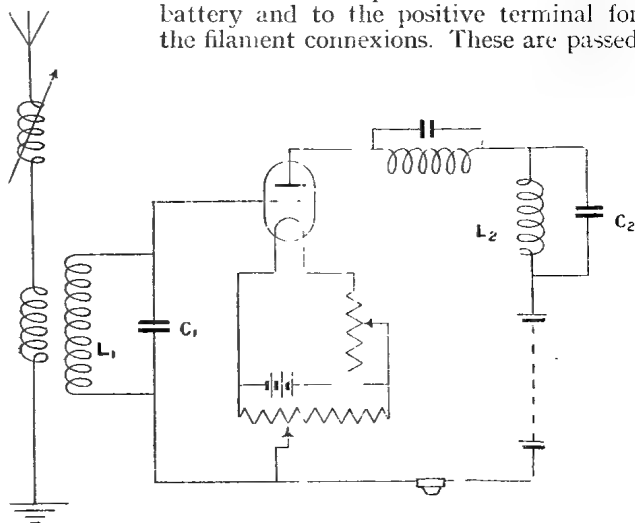 battery and to the positive terminal for
the filament connexions. These are passed
L₁
C₁
L₂
C₂